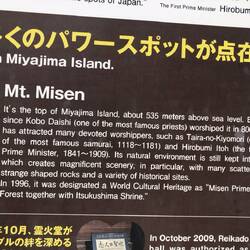 spots of Japan."
The First Prime Minister
Hirobum
くのパワースポットが点在
Miyajima Island.
Mt. Misen
It's the top of Miyajima Island, about 535 meters above sea level. E
since Kobo Daishi (one of the most famous priests) worshiped it in 80
has attracted many devoted worshippers, such as Taira-no-Kiyomori (
of the most famous samurai, 1118～1181) and Hirobumi Itoh (the
Prime Minister, 1841～1909). Its natural environment is still kept in
which creates magnificent scenery, in particular, with many scatter
strange shaped rocks and a variety of historical sites.
In 1996, it was designated a World Cultural Heritage as "Misen Prime
Forest together with Itsukushima Shrine."
年10月、霊火堂が
ブルの絆を深める
In October 2009, Reikado
hall was authorized as